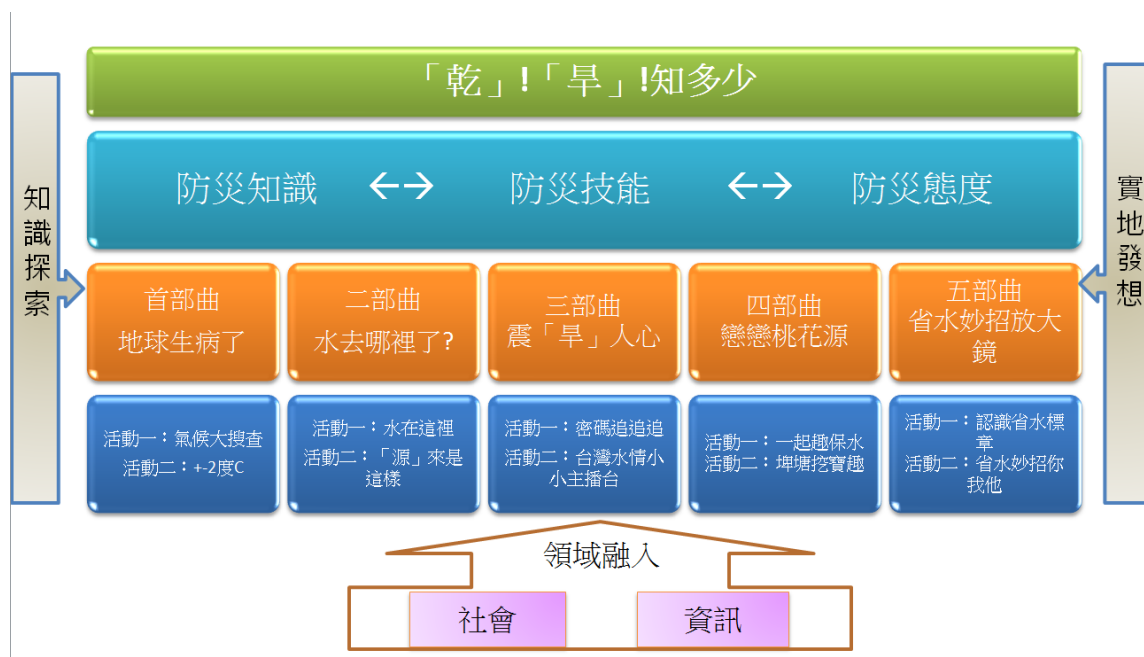 「乾」!「旱」!知多少
防災知識 ←→ 防災技能 ←→ 防災態度
知
識
探
索
實
地
發
想
首部曲
地球生病了
二部曲
水去哪裡了?
三部曲
震「旱」人心
四部曲
戀戀桃花源
五部曲
省水妙招放大
鏡
活動一：氣候大搜查
活動二：+-2度C
活動一：水在這裡
活動二：「源」來是
這樣
活動一：密碼追追追
活動二：台灣水情小
小主播台
活動一：一起趣保水
活動二：埤塘挖寶趣
活動一：認識省水標
章
活動二：省水妙招你
我他
領域融入
社會
資訊